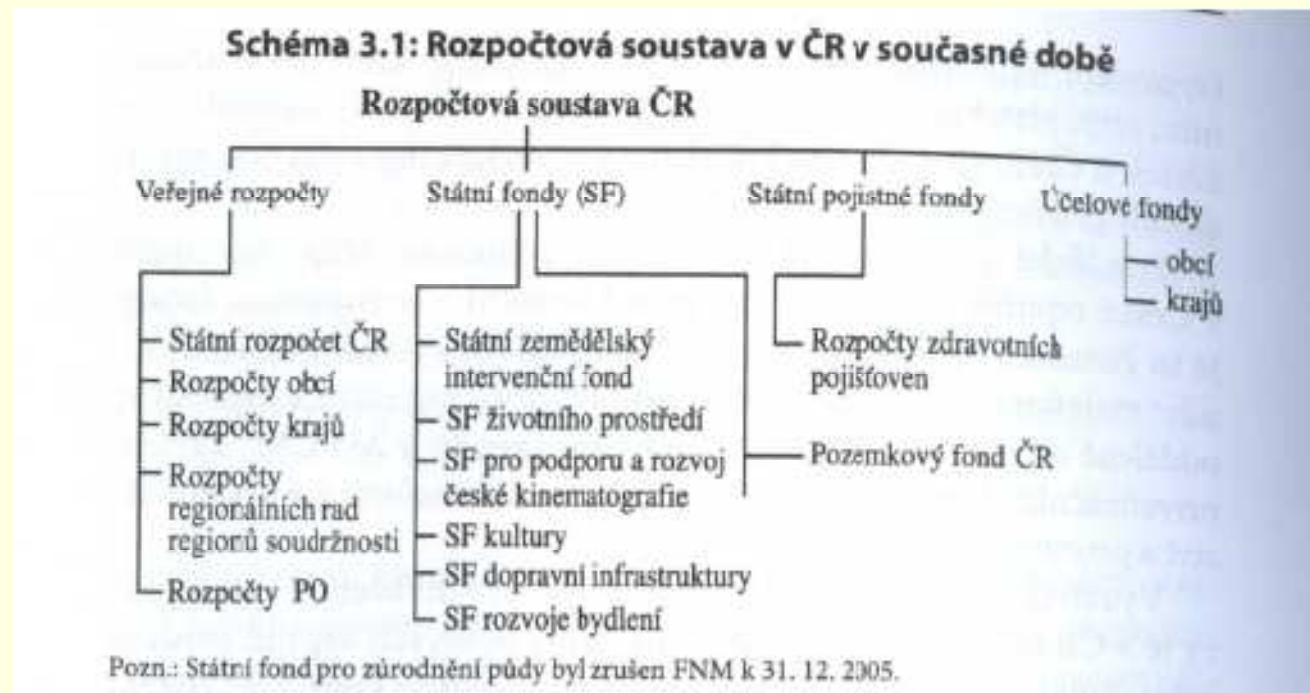 Schéma 3.1: Rozpočtová soustava v ČR v současné době
Rozpočtová soustava ČR
Veřejné rozpočty
Státní rozpočet ČR
Rozpočty obcí
Rozpočty krajů
Rozpočty
regionálních rad
regionů soudržnosti
Rozpočty PO
Státní fondy (SF)
Státní zemědělský
intervenční fond
SF životního prostředí
SF pro podporu a rozvoj
české kinematografie
SF kultury
SF dopravní infrastruktury
SF rozvoje bydlení
Pozemkový fond ČR
Státní pojistné fondy
Rozpočty zdravotních
pojišťoven
Účelové fondy
obcí
krajů
Pozn.: Státní fond pro zúrodnění půdy byl zrušen FNM k 31. 12. 2005.